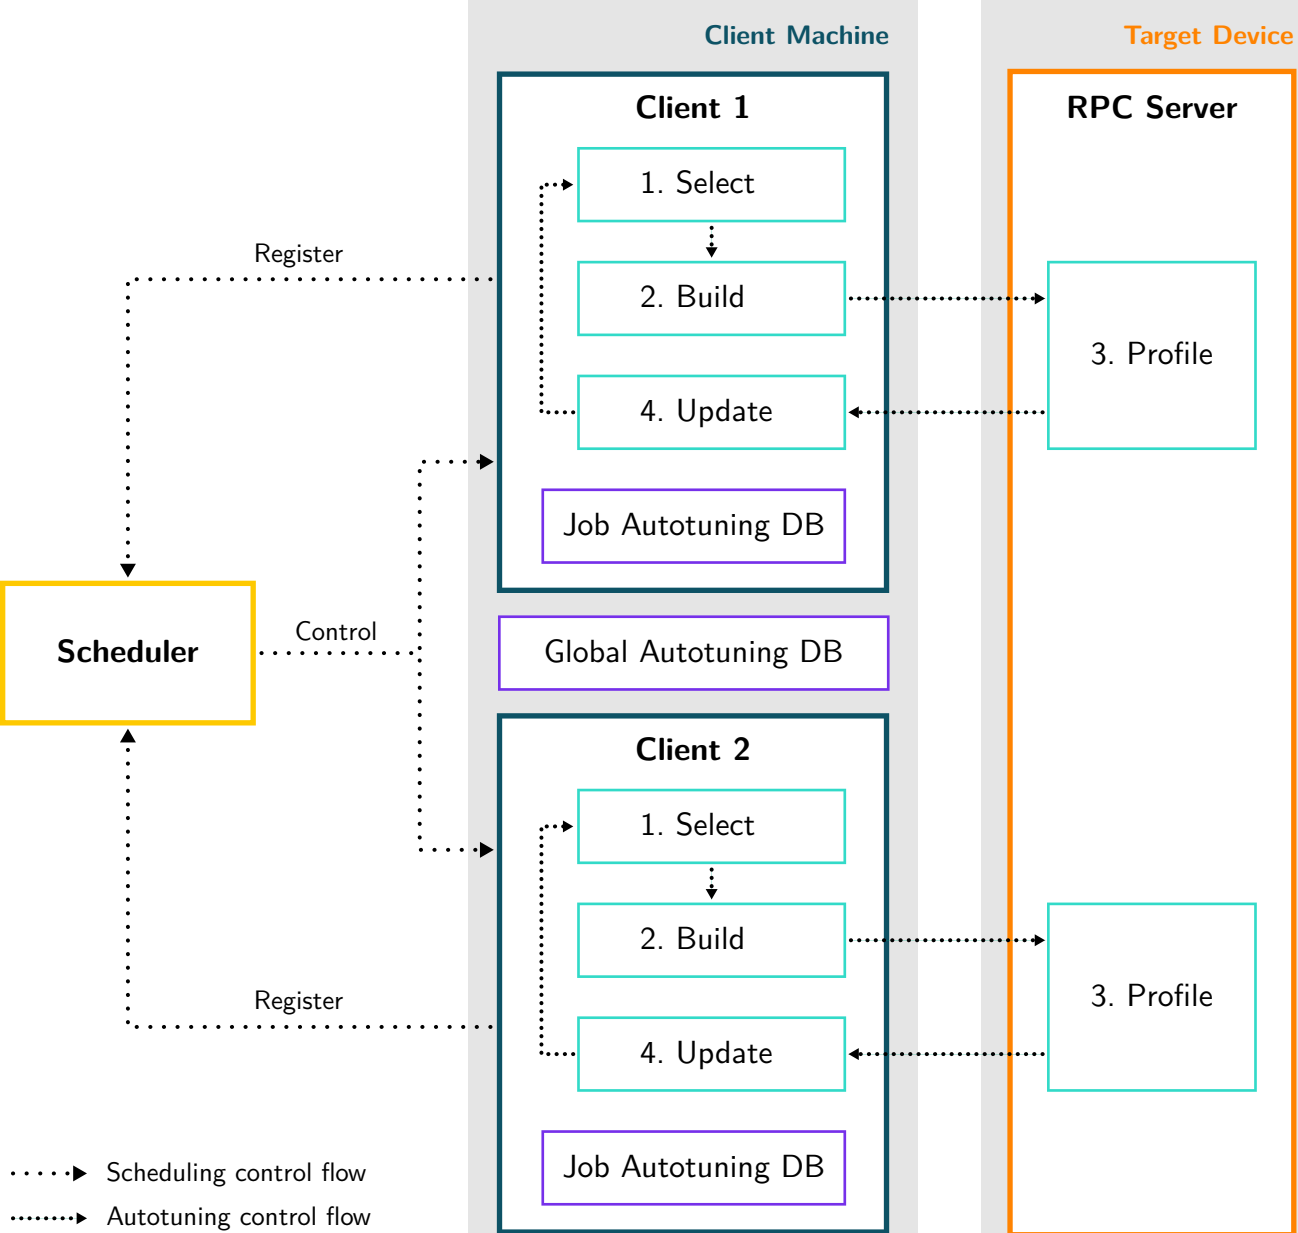 Client Machine
Target Device
Client 1
RPC Server
1. Select
Register
2. Build
3. Profile
4. Update
Job Autotuning DB
Control
Scheduler
Global Autotuning DB
Client 2
1. Select
2. Build
3. Profile
Register
4. Update
Job Autotuning DB
Scheduling control flow
Autotuning control flow